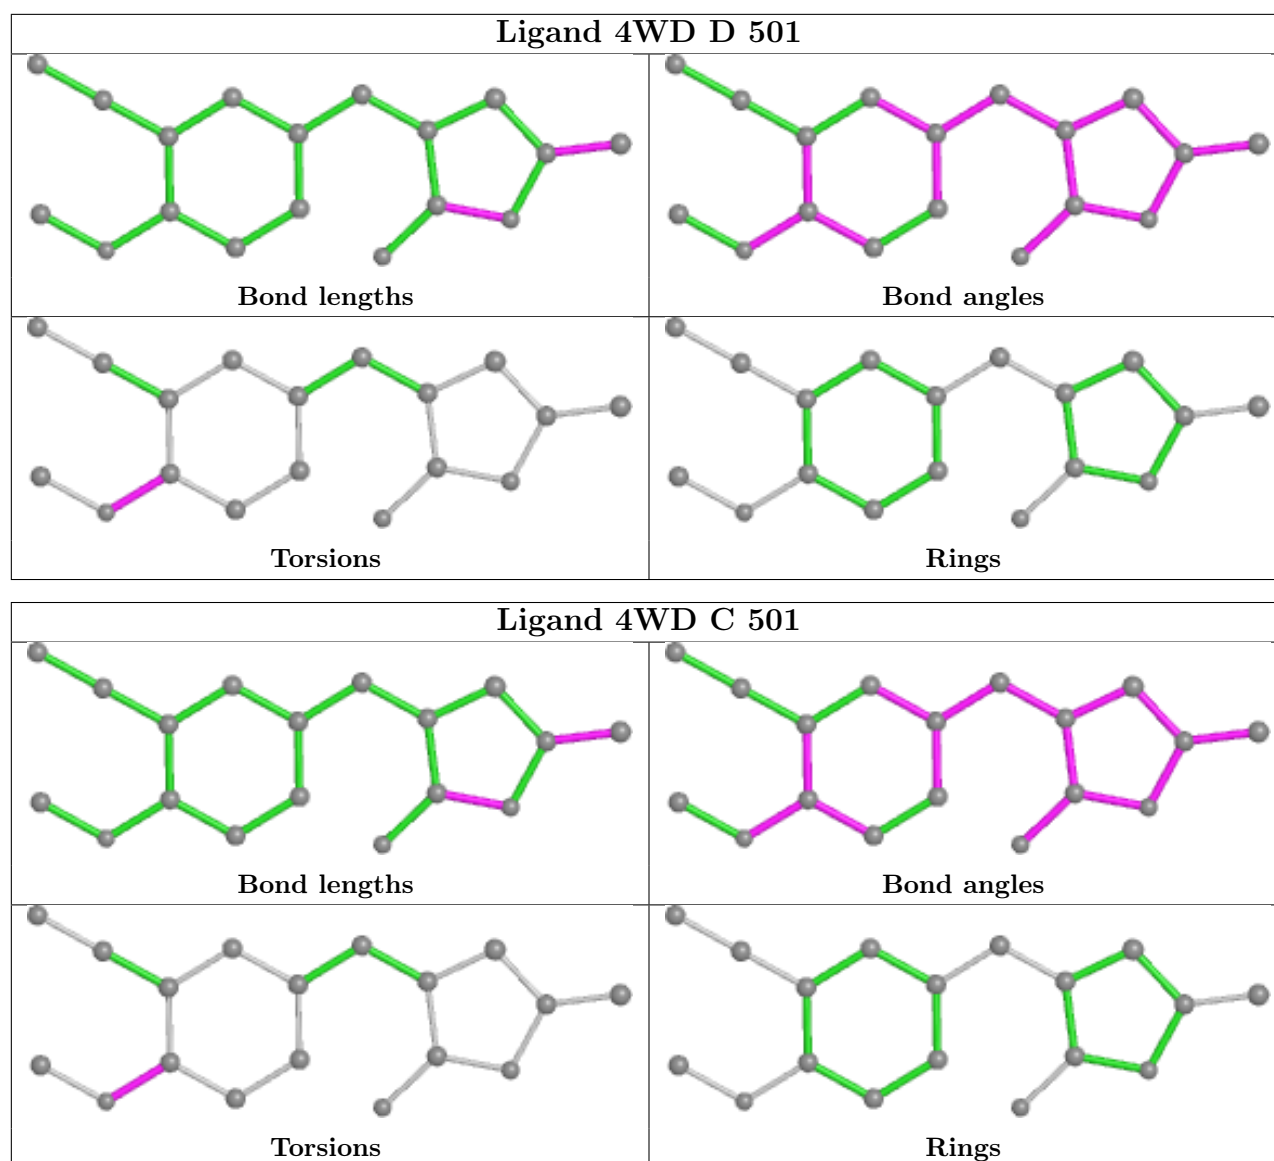 Ligand 4WD D 501
Bond lengths
Bond angles
Torsions
Rings
Ligand 4WD C 501
Bond lengths
Bond angles
Torsions
Rings